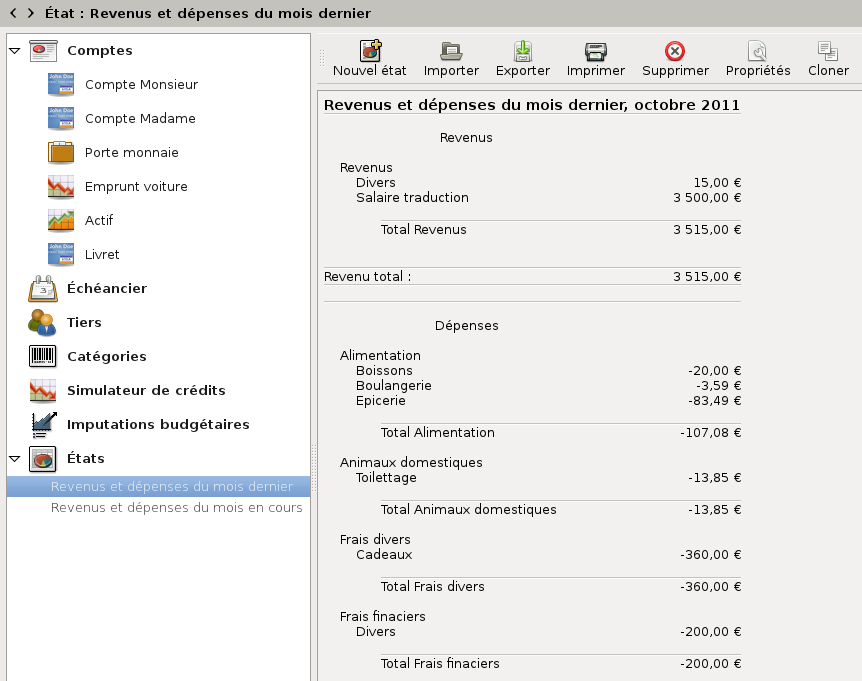 État : Revenus et dépenses du mois dernier
Comptes
John Doe
Compte Monsieur
John Doe
Compte Madame
Porte monnaie
Emprunt voiture
Actif
John Doe
Livret
Échéancier
Tiers
Catégories
Simulateur de crédits
Imputations budgétaires
États
Revenus et dépenses du mois dernier
Revenus et dépenses du mois en cours
Nouvel état Importer Exporter Imprimer Supprimer Propriétés Cloner
Revenus et dépenses du mois dernier, octobre 2011
Revenus
Revenus
Divers 15,00 €
Salaire traduction 3 500,00 €
Total Revenus 3 515,00 €
Revenu total : 3 515,00 €
Dépenses
Alimentation
Boissons -20,00 €
Boulangerie -3,59 €
Epicerie -83,49 €
Total Alimentation -107,08 €
Animaux domestiques
Toilettage -13,85 €
Total Animaux domestiques -13,85 €
Frais divers
Cadeaux -360,00 €
Total Frais divers -360,00 €
Frais finaciers
Divers -200,00 €
Total Frais finaciers -200,00 €